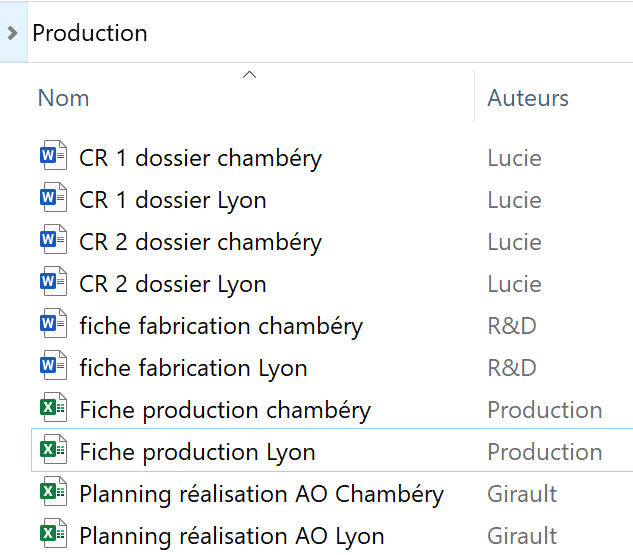 Production
Nom Auteurs
CR 1 dossier chambéry Lucie
CR 1 dossier Lyon Lucie
CR 2 dossier chambéry Lucie
CR 2 dossier Lyon Lucie
fiche fabrication chambéry R&D
fiche fabrication Lyon R&D
Fiche production chambéry Production
Fiche production Lyon Production
Planning réalisation AO Chambéry Girault
Planning réalisation AO Lyon Girault